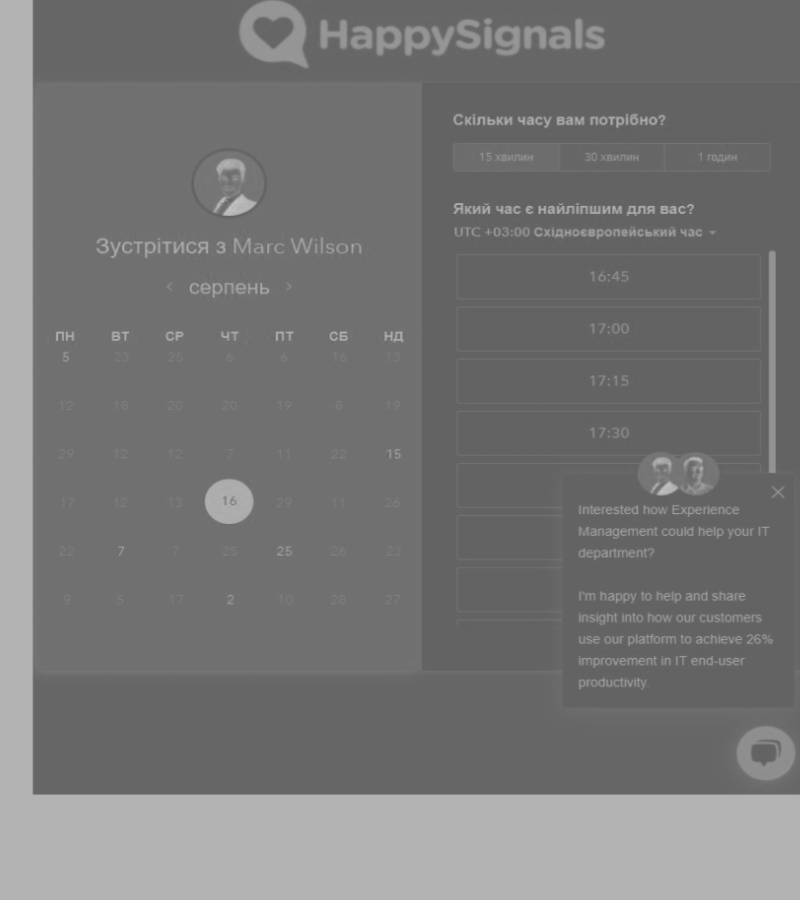 HappySignals
Зустрітися з Marc Wilson
серпень
ПН ВТ СР ЧТ ПТ СБ НД
5 23 25 6 6 16 13
12 18 20 20 19 8 19
29 12 12 7 11 22 15
17 12 13 16 29 11 26
22 7 7 25 25 26 23
9 5 17 2 10 28 27
Скільки часу вам потрібно?
15 хвилин 30 хвилин 1 годин
Який час є найліпшим для вас?
UTC +03:00 Східноєвропейський час
16:45
17:00
17:15
17:30
Interested how Experience
Management could help your IT
department?
I'm happy to help and share
insight into how our customers
use our platform to achieve 26%
improvement in IT end-user
productivity.